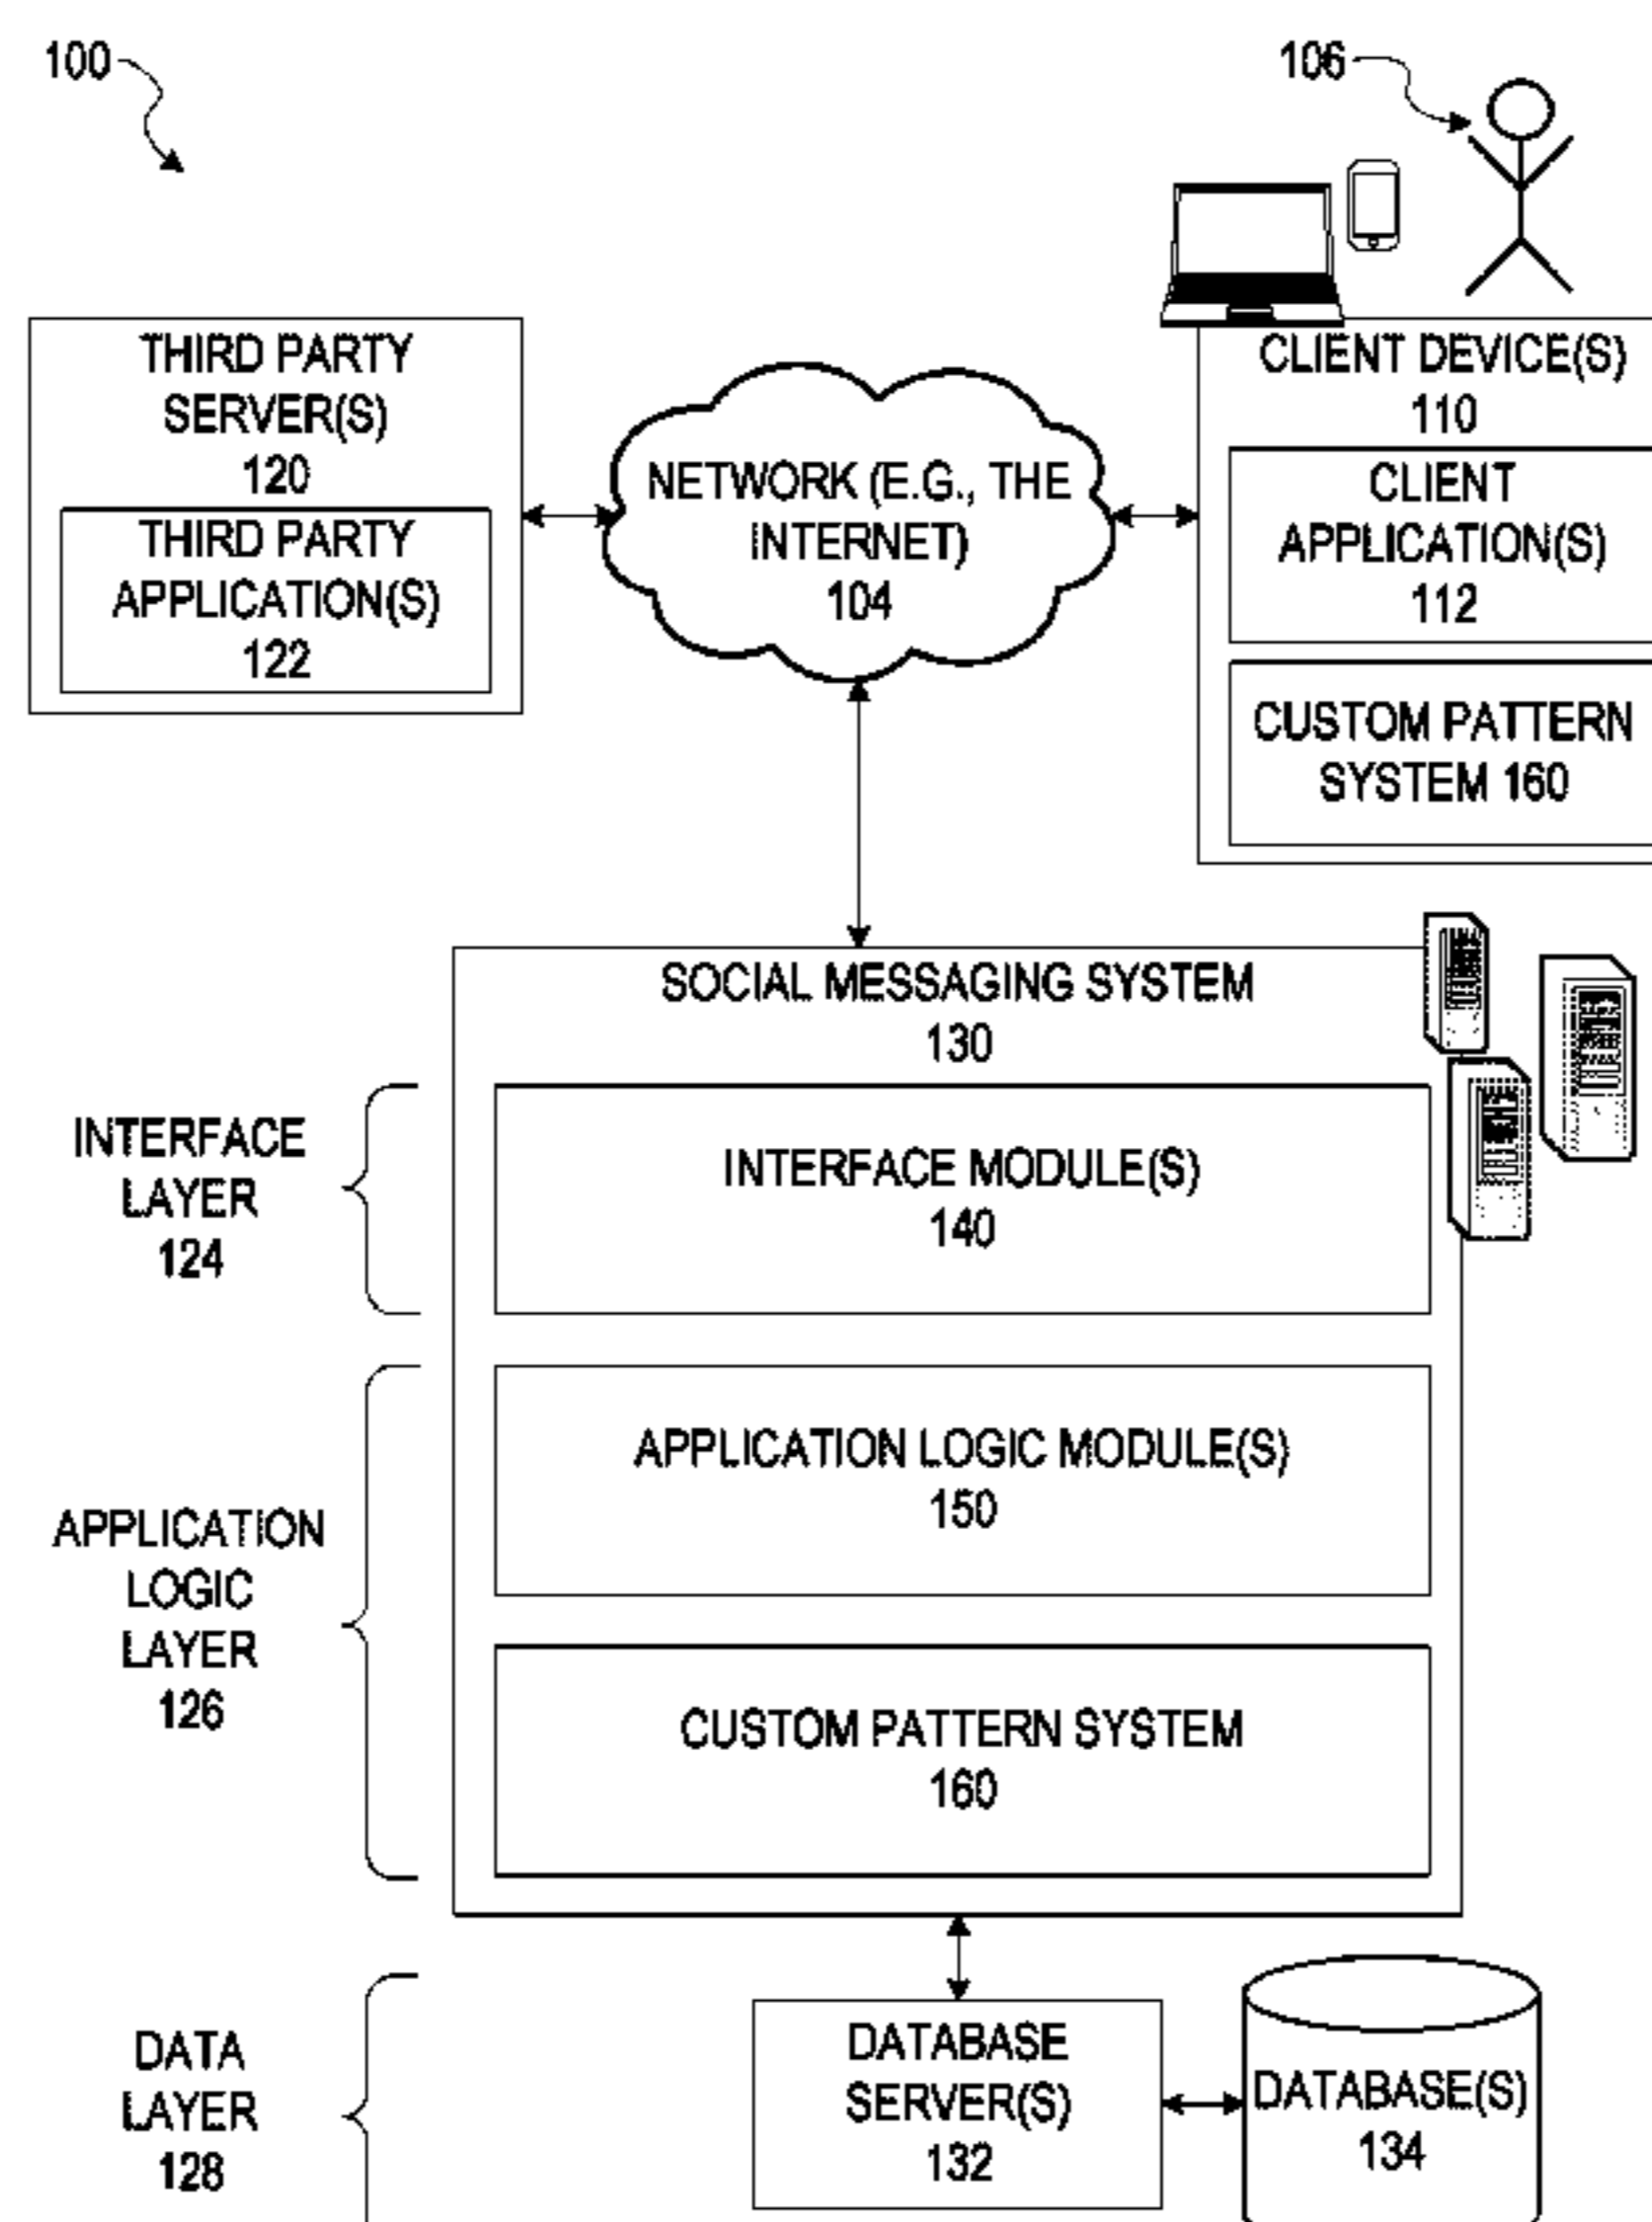 100
106
THIRD PARTY
SERVER(S)
120
THIRD PARTY
APPLICATION(S)
122
NETWORK (E.G., THE
INTERNET)
104
CLIENT DEVICE(S)
110
CLIENT
APPLICATION(S)
112
CUSTOM PATTERN
SYSTEM 160
SOCIAL MESSAGING SYSTEM
130
INTERFACE
LAYER
124
INTERFACE MODULE(S)
140
APPLICATION
LOGIC
LAYER
126
APPLICATION LOGIC MODULE(S)
150
CUSTOM PATTERN SYSTEM
160
DATA
LAYER
128
DATABASE
SERVER(S)
132
DATABASE(S)
134